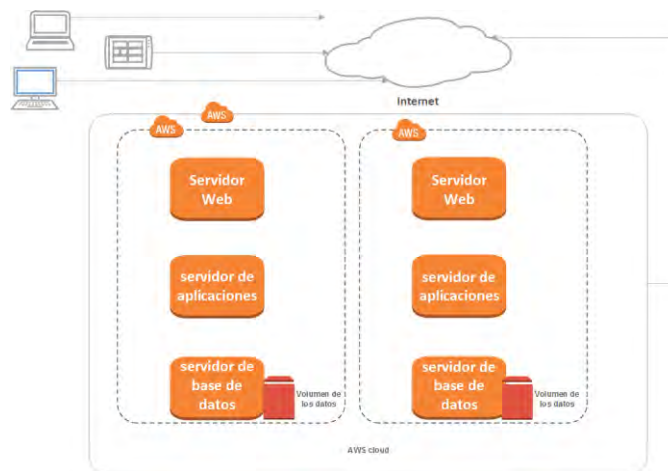 Internet
AWS
AWS
AWS
Servidor
Web
Servidor
Web
servidor de
aplicaciones
servidor de
aplicaciones
servidor de
base de
datos
Volumen de
los datos
servidor de
base de
datos
Volumen de
los datos
AWS cloud